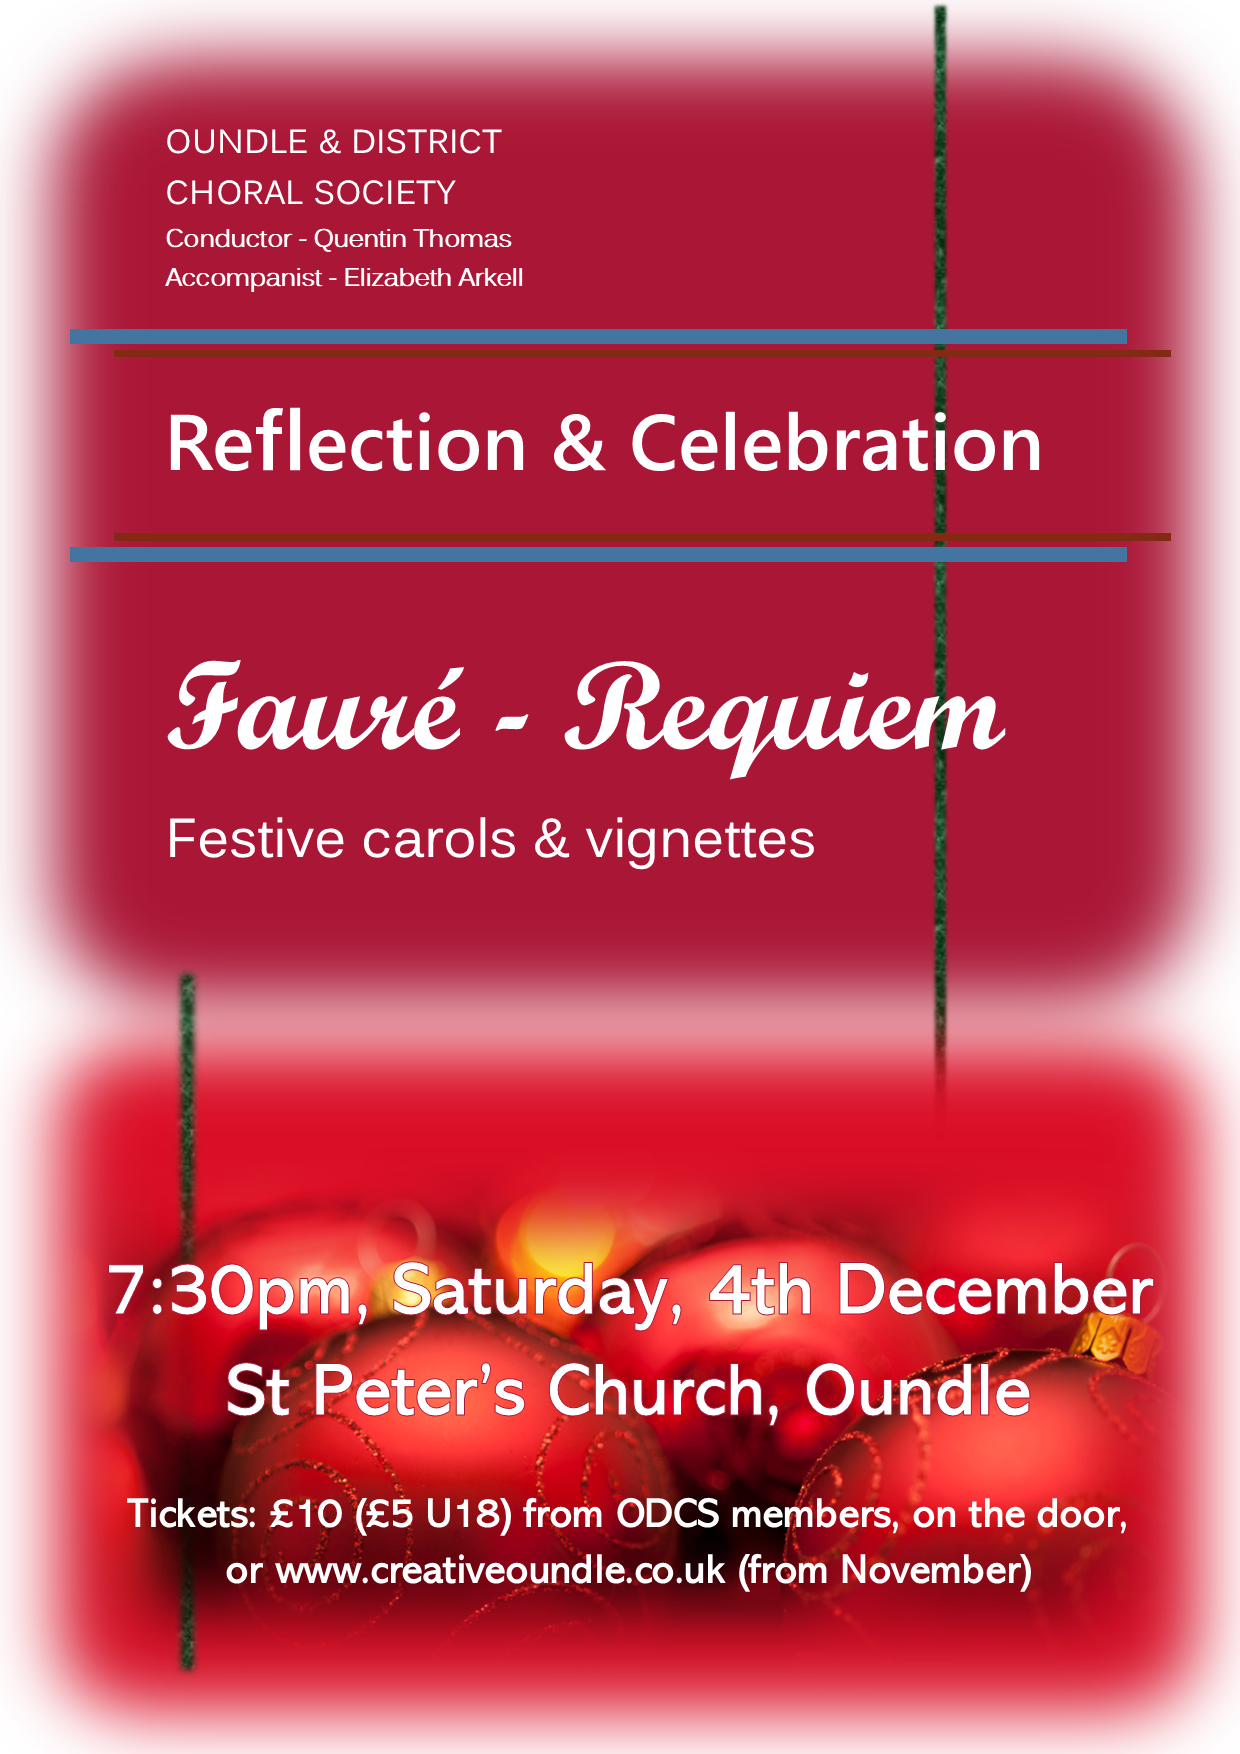 OUNDLE & DISTRICT
CHORAL SOCIETY
Conductor - Quentin Thomas
Accompanist - Elizabeth Arkell
Reflection & Celebration
Fauré - Requiem
Festive carols & vignettes
7:30pm, Saturday, 4th December
St Peter’s Church, Oundle
Tickets: £10 (£5 U18) from ODCS members, on the door,
or www.creativeoundle.co.uk (from November)